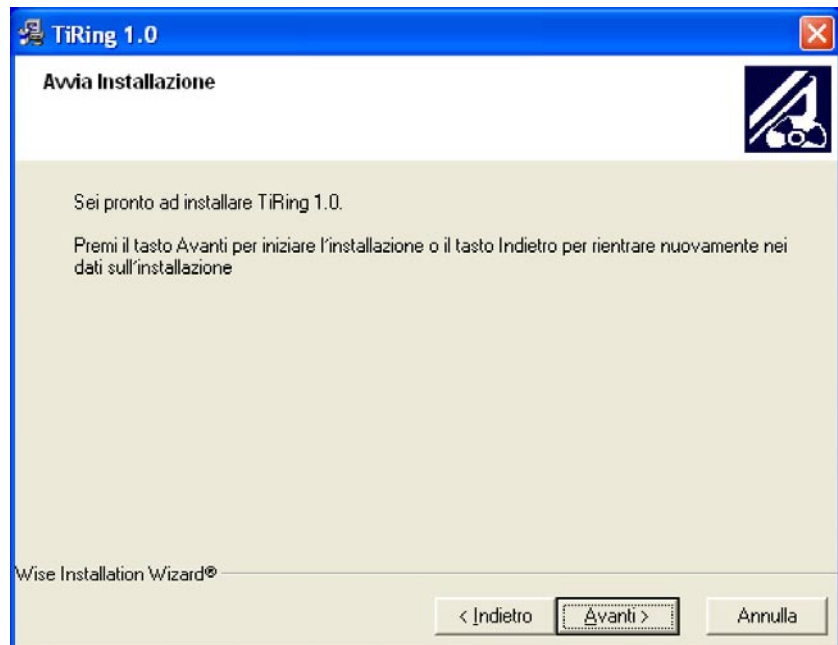 TiRing 1.0
Avvia Installazione
Sei pronto ad installare TiRing 1.0.
Premi il tasto Avanti per iniziare l'installazione o il tasto Indietro per rientrare nuovamente nei
dati sull'installazione
Wise Installation Wizard®
< Indietro
Avanti >
Annulla